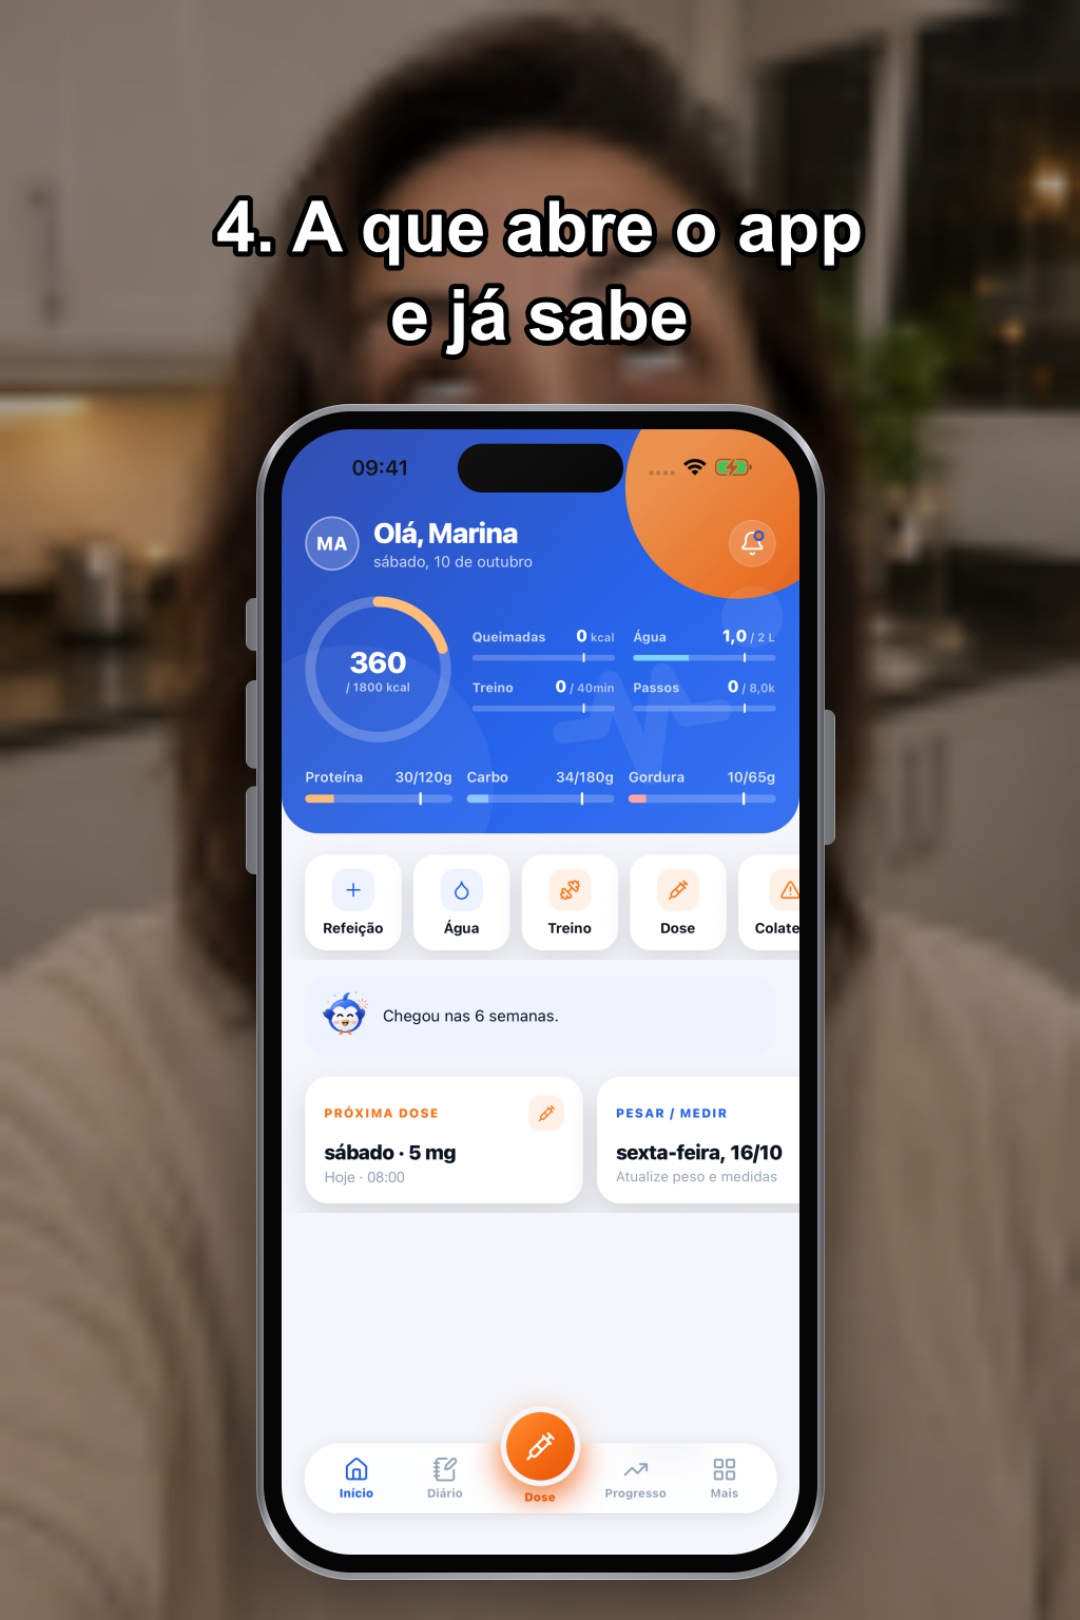 4. A que abre o app
e já sabe
09:41
MA
Olá, Marina
sábado, 10 de outubro
360
/ 1800 kcal
Queimadas 0 kcal
Água 1,0 / 2 L
Treino 0 / 40min
Passos 0 / 8,0k
Proteína 30/120g
Carbo 34/180g
Gordura 10/65g
Refeição
Água
Treino
Dose
Colate
Chegou nas 6 semanas.
PRÓXIMA DOSE
sábado · 5 mg
Hoje · 08:00
PESAR / MEDIR
sexta-feira, 16/10
Atualize peso e medidas
Início
Diário
Dose
Progresso
Mais